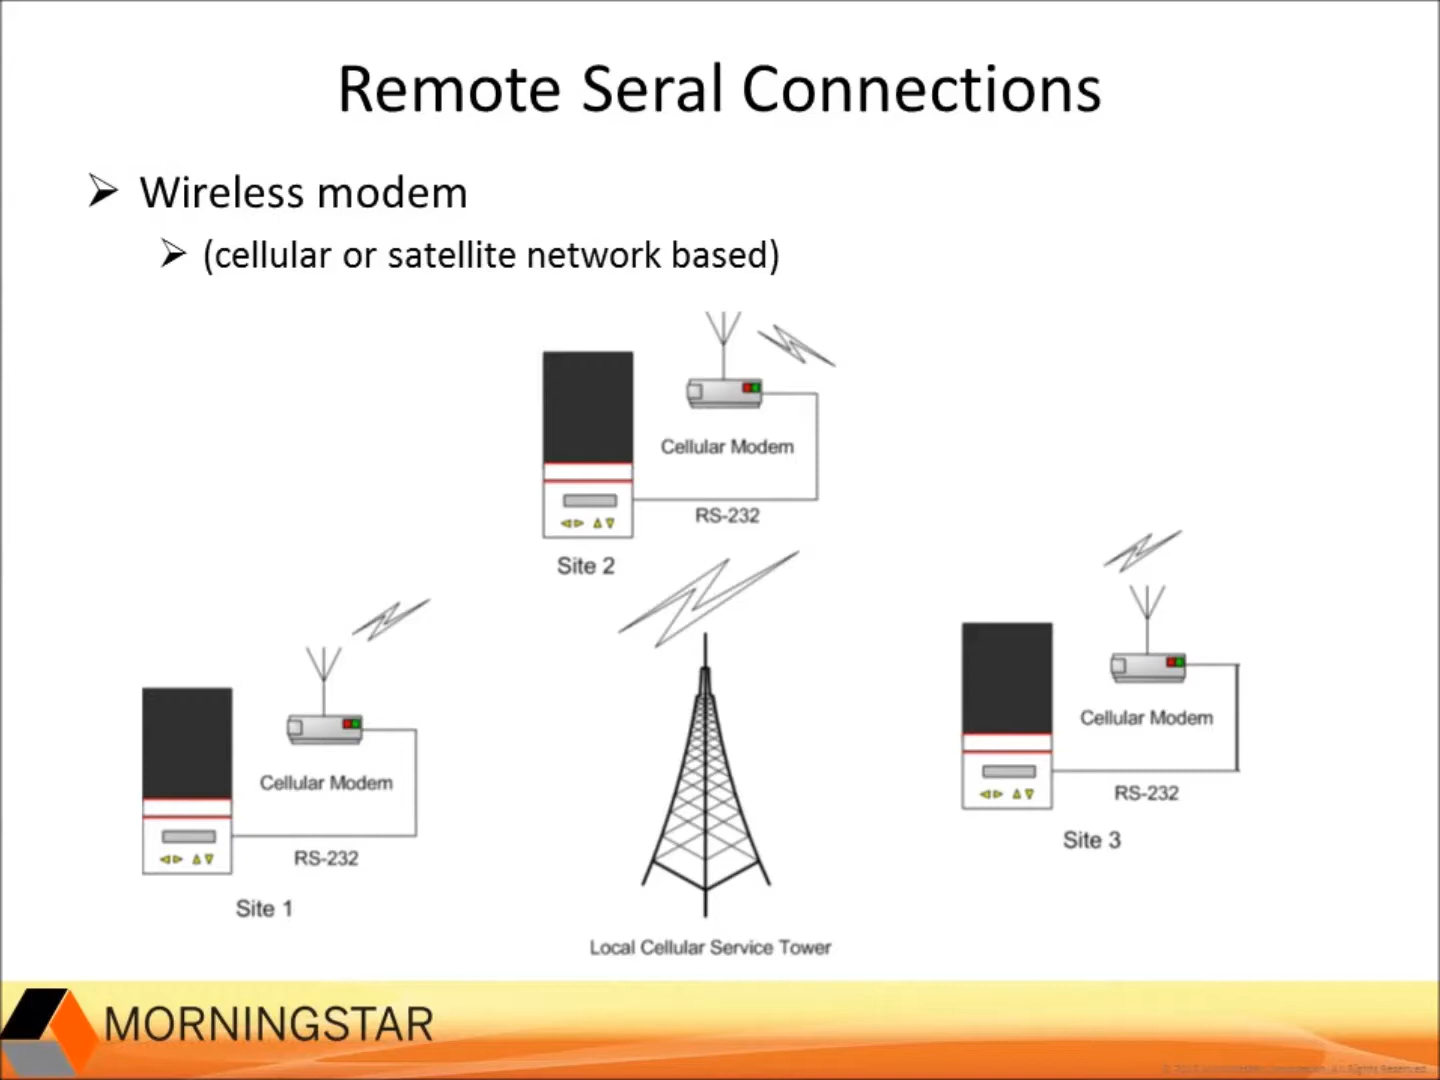 Remote Seral Connections
Wireless modem
(cellular or satellite network based)
Cellular Modem
RS-232
Site 2
Cellular Modem
RS-232
Site 1
Cellular Modem
RS-232
Site 3
Local Cellular Service Tower
MORNINGSTAR